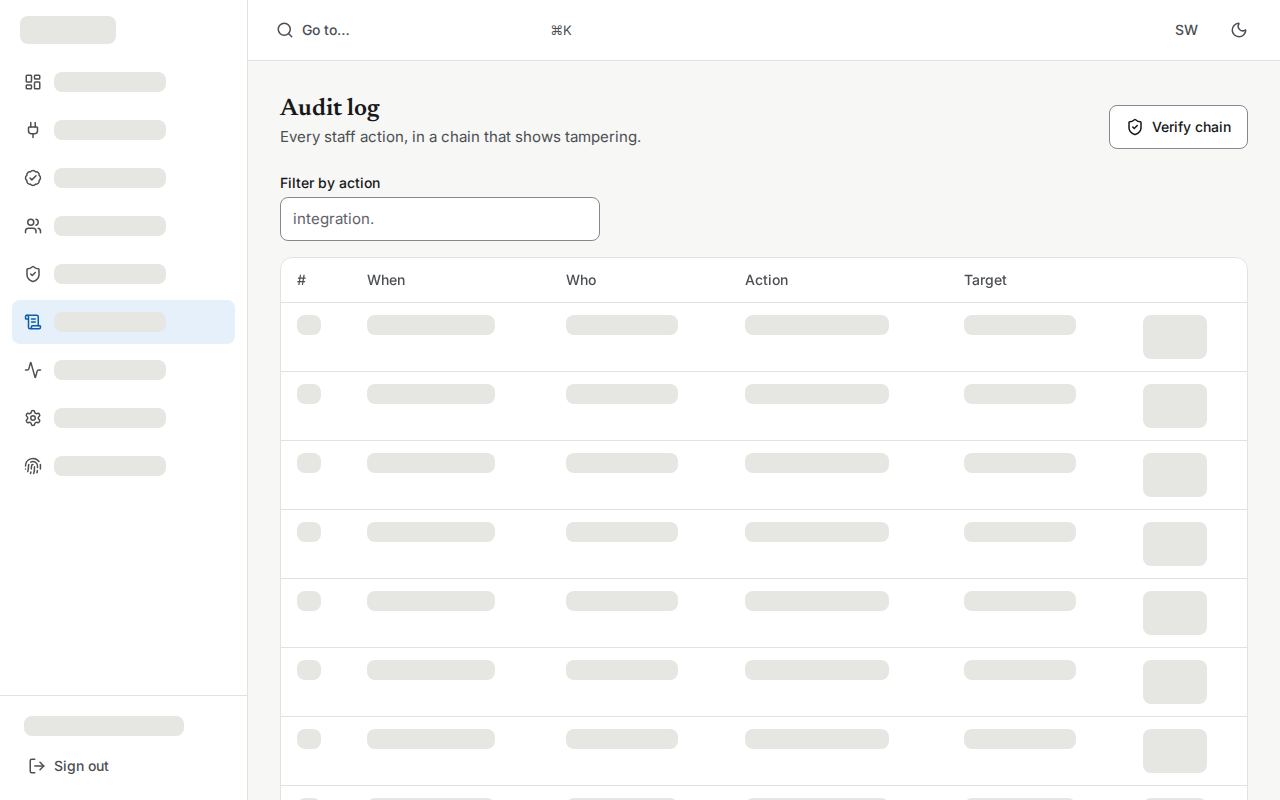 Go to...
⌘K
SW
Audit log
Every staff action, in a chain that shows tampering.
Verify chain
Filter by action
integration.
# When Who Action Target
Sign out